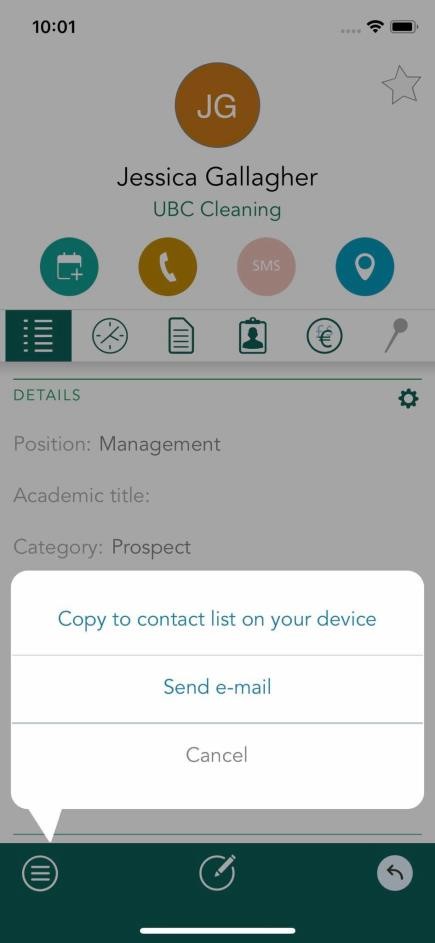 10:01
JG
Jessica Gallagher
UBC Cleaning
SMS
DETAILS
Position: Management
Academic title:
Category: Prospect
Copy to contact list on your device
Send e-mail
Cancel